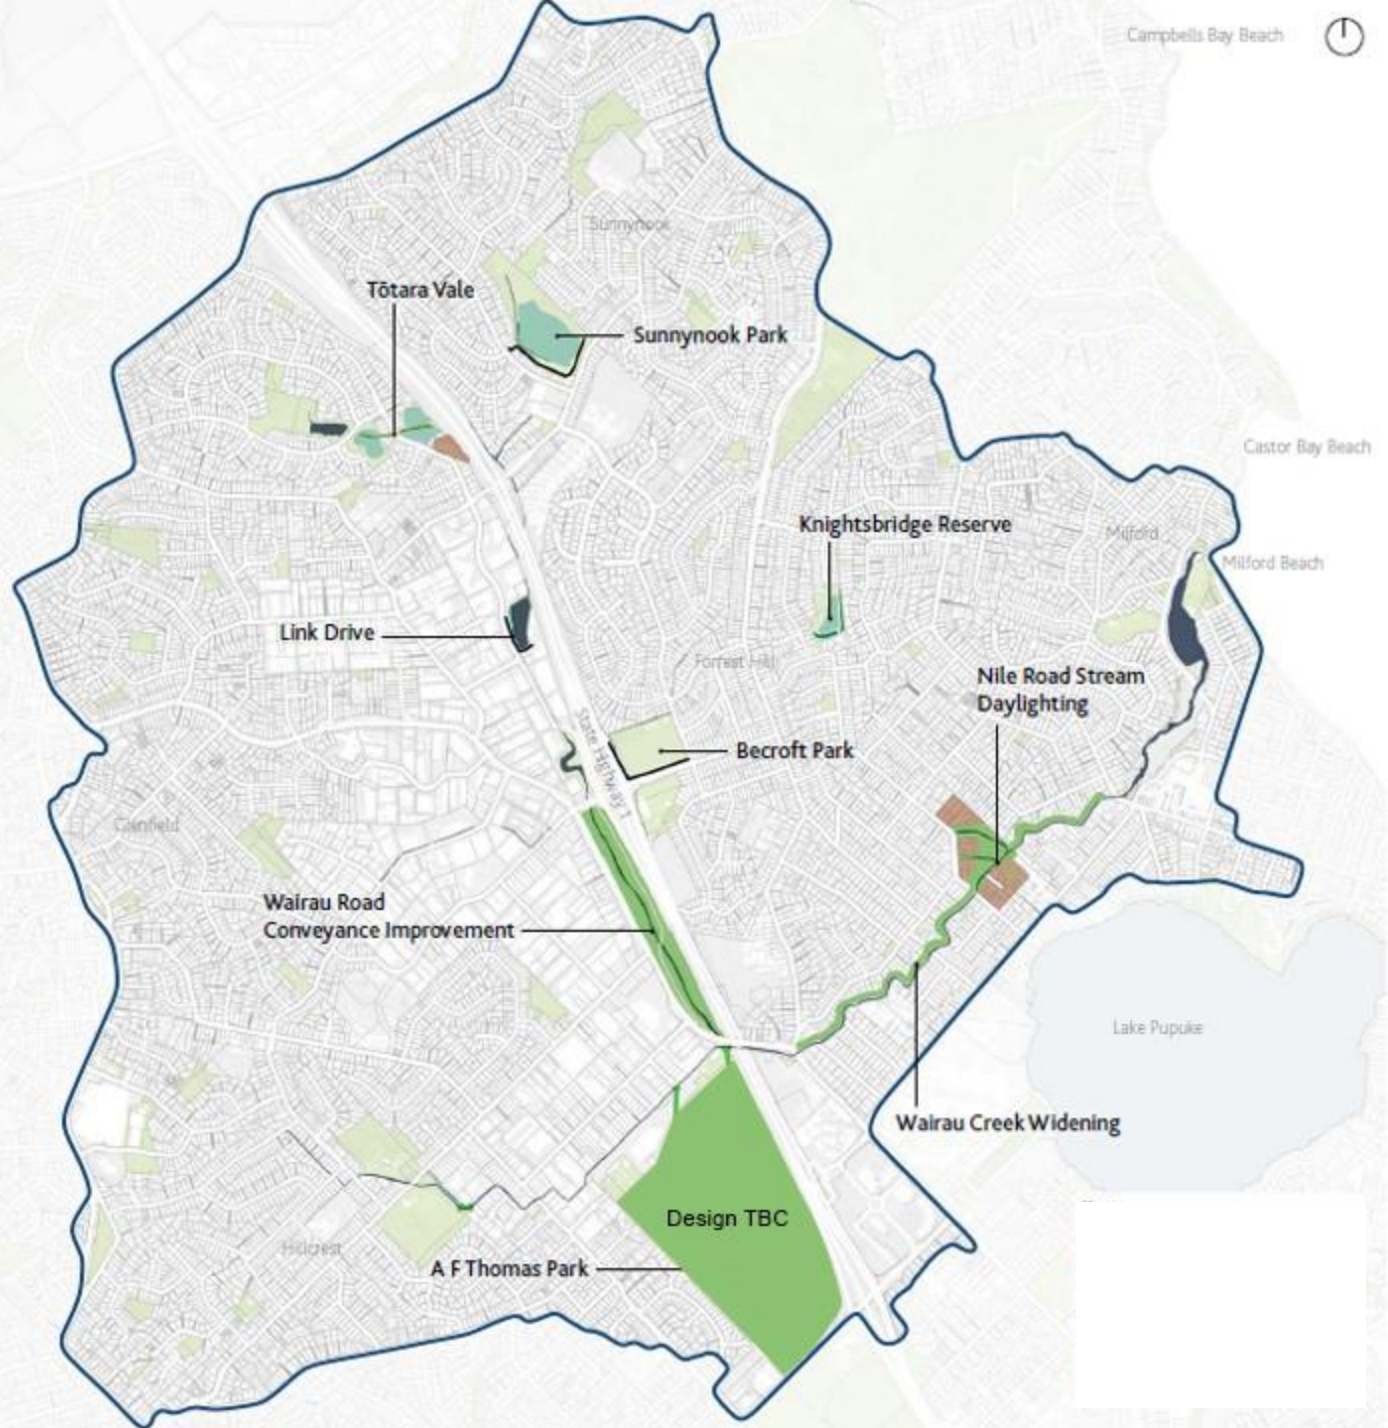 Campbells Bay Beach
Sunnynook
Tōtara Vale
Sunnynook Park
Castor Bay Beach
Knightsbridge Reserve
Milford
Milford Beach
Link Drive
Forrest Hill
Nile Road Stream
Daylighting
State Highway 1
Becroft Park
Glenfield
Wairau Road
Conveyance Improvement
Lake Pupuke
Wairau Creek Widening
Design TBC
Hillcrest
A F Thomas Park